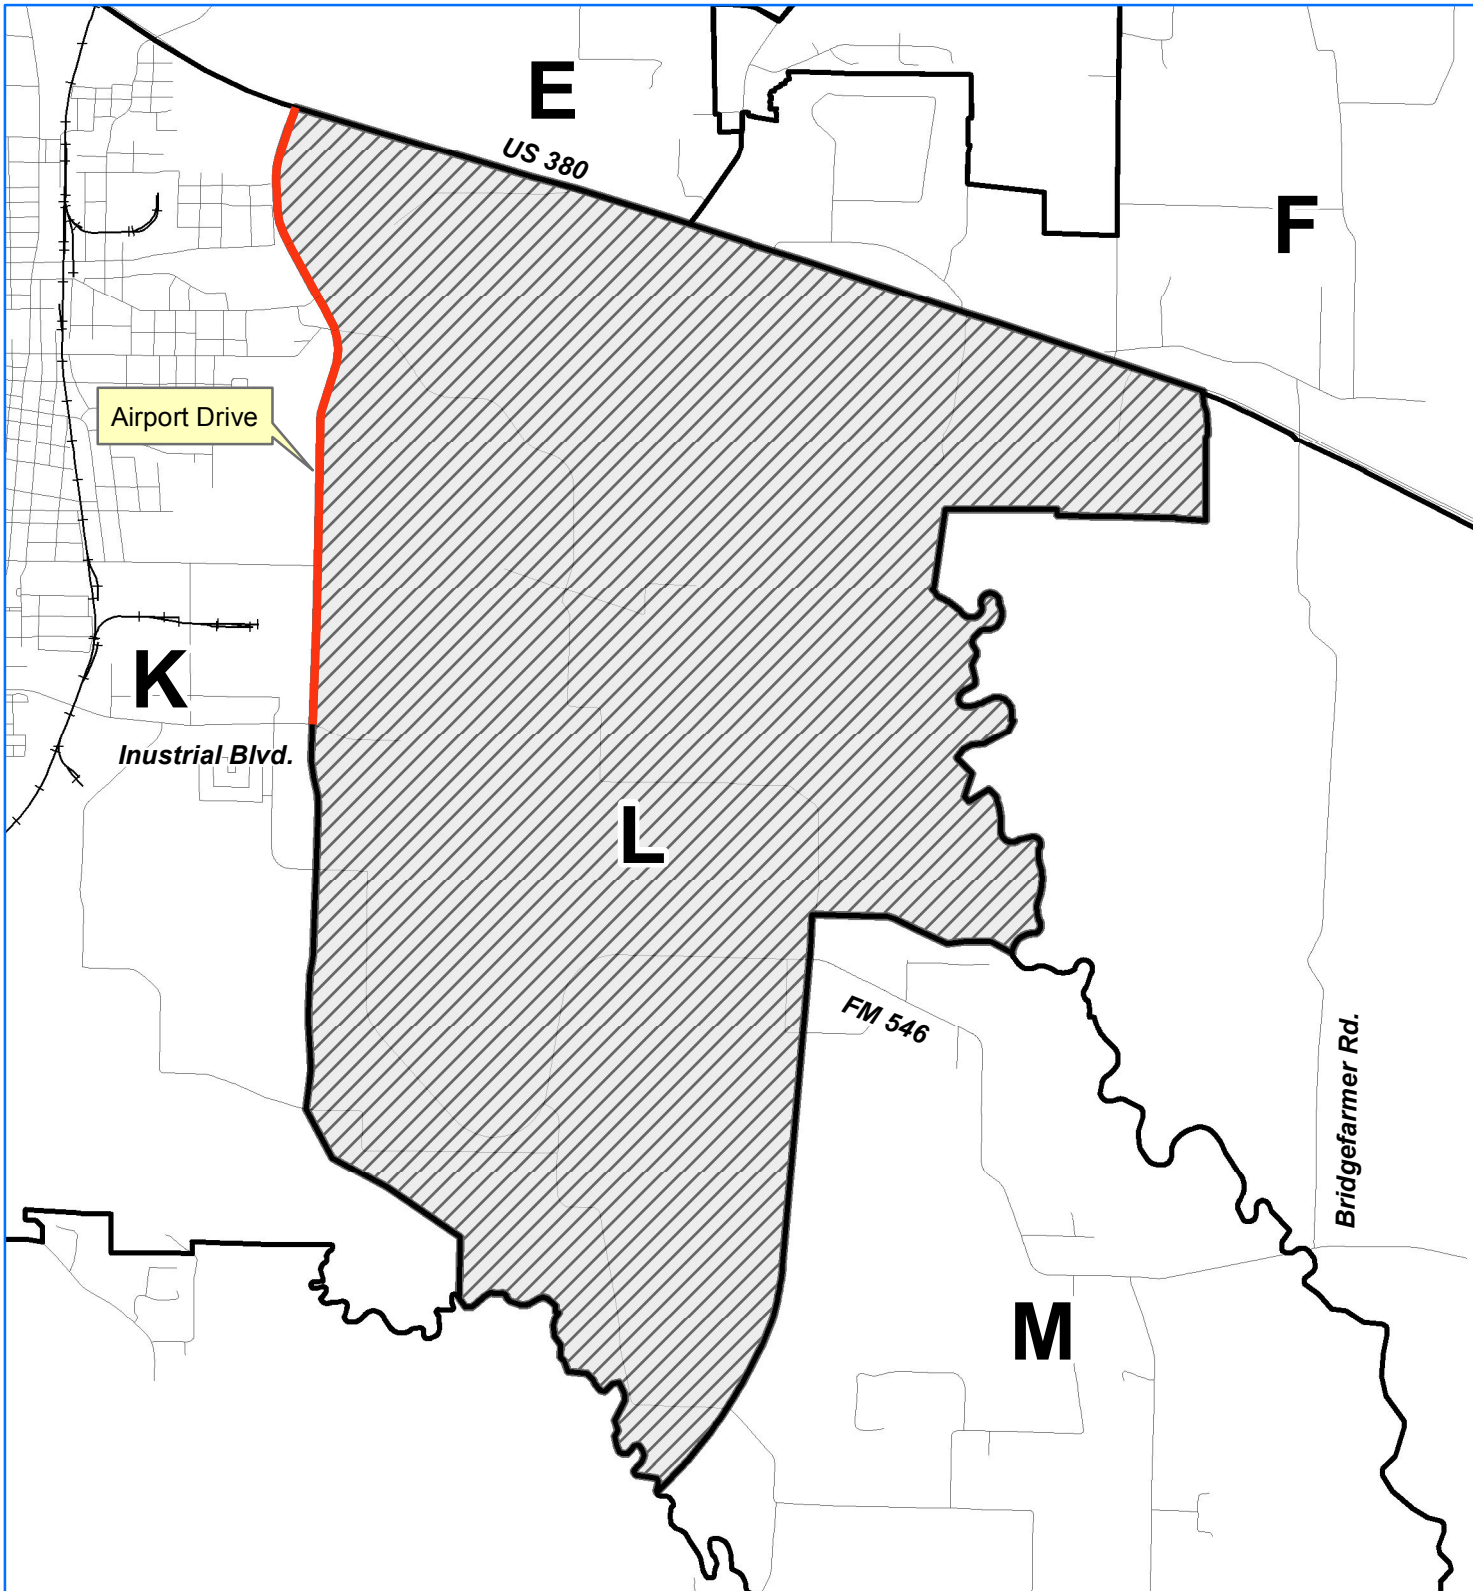 E
US 380
F
Airport Drive
K
Inustrial Blvd.
L
FM 546
Bridgefarmer Rd.
M